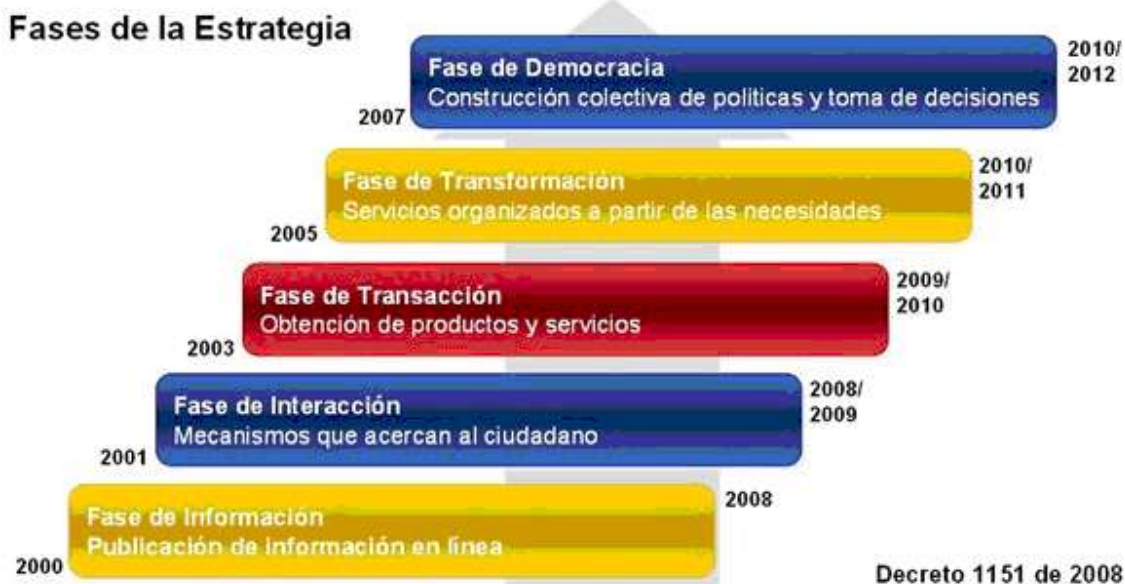 Fases de la Estrategia
2010/
2012
Fase de Democracia
Construcción colectiva de politicas y toma de decisiones
2007
2010/
2011
Fase de Transformación
Servicios organizados a partir de las necesidades
2005
2009/
2010
Fase de Transacción
Obtención de productos y servicios
2003
2008/
2009
Fase de Interacción
Mecanismos que acercan al ciudadano
2001
2008
Fase de Información
Publicación de Información en línea
2000
Decreto 1151 de 2008